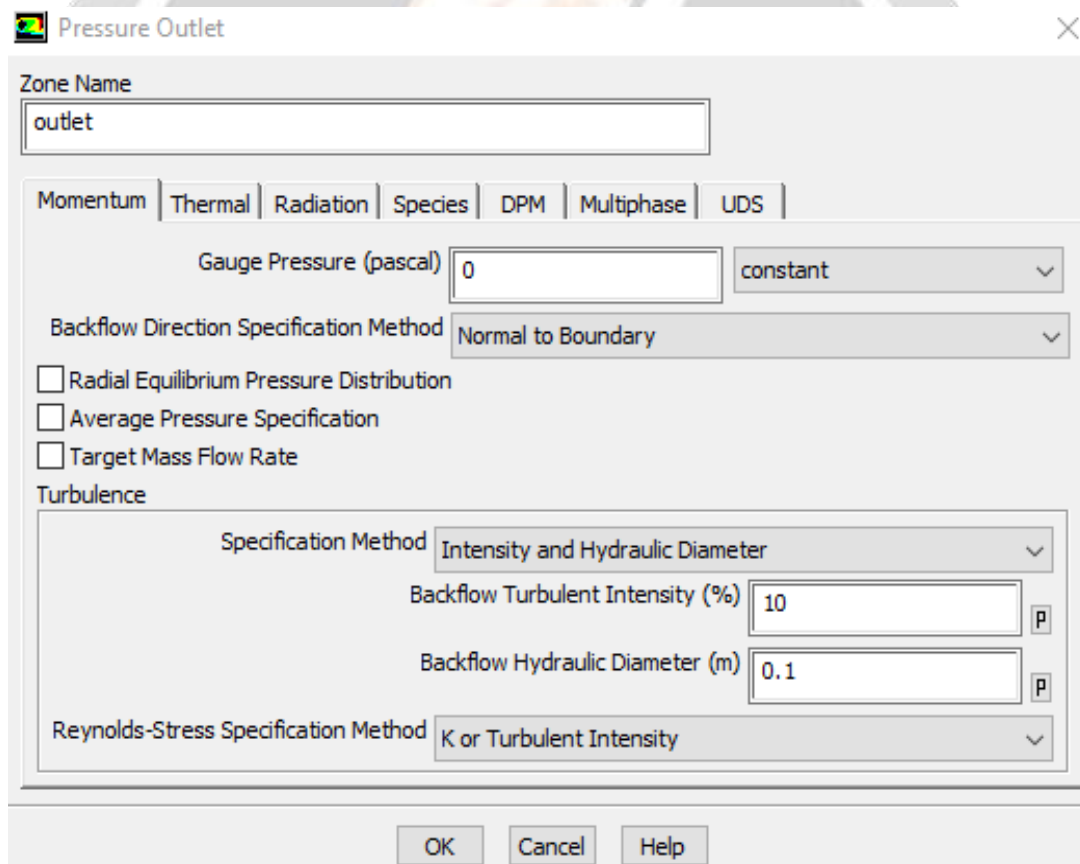 Pressure Outlet
Zone Name
outlet
Momentum Thermal Radiation Species DPM Multiphase UDS
Gauge Pressure (pascal) 0 constant
Backflow Direction Specification Method Normal to Boundary
Radial Equilibrium Pressure Distribution
Average Pressure Specification
Target Mass Flow Rate
Turbulence
Specification Method Intensity and Hydraulic Diameter
Backflow Turbulent Intensity (%) 10 P
Backflow Hydraulic Diameter (m) 0.1 P
Reynolds-Stress Specification Method K or Turbulent Intensity
OK Cancel Help